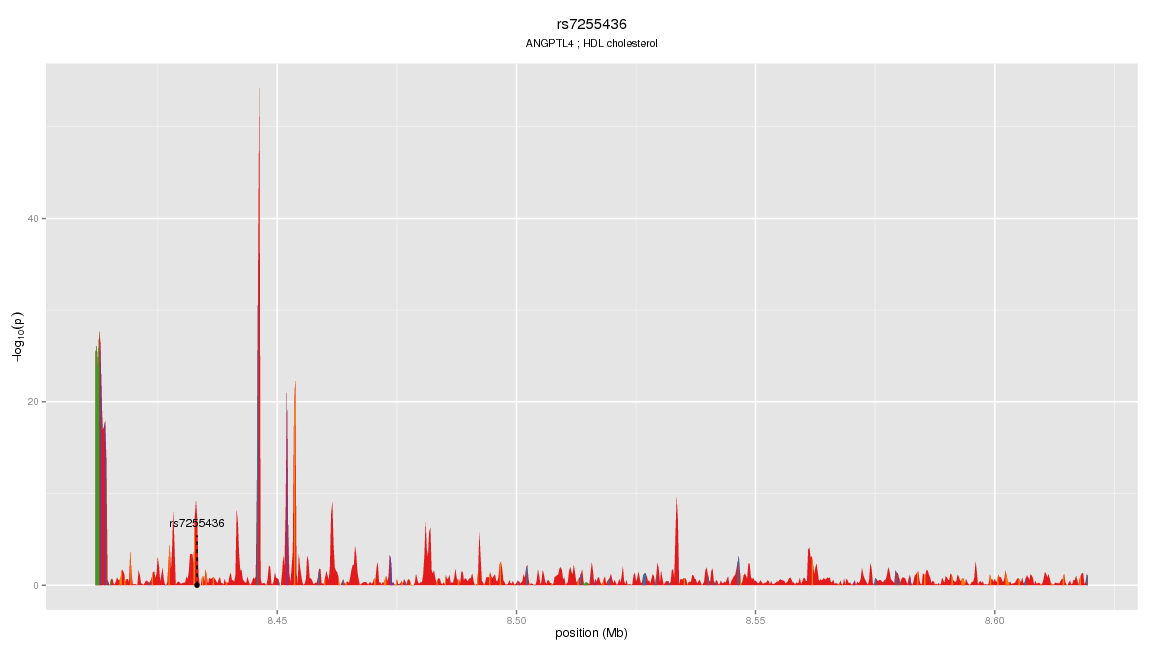 rs7255436
ANGPTL4 ; HDL cholesterol
−log10(p)
40
20
0
rs7255436
8.45
8.50
8.55
8.60
position (Mb)